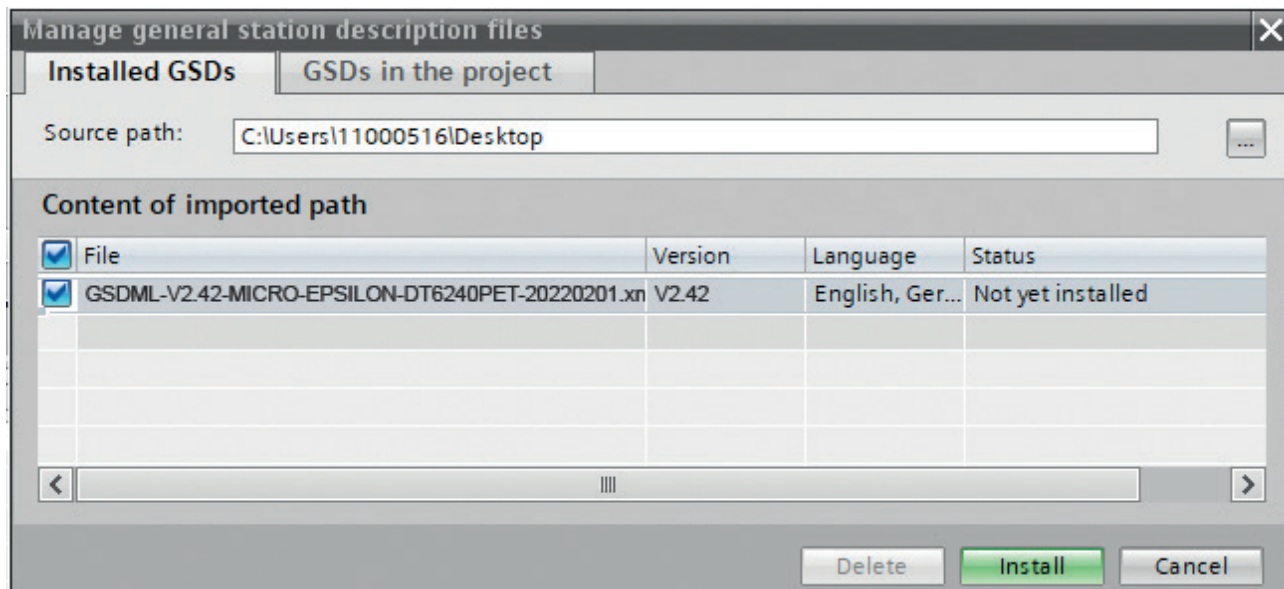 Manage general station description files
Installed GSDs GSDs in the project
Source path: C:\Users\11000516\Desktop ...
Content of imported path
File Version Language Status
GSDML-V2.42-MICRO-EPSILON-DT6240PET-20220201.xn V2.42 English, Ger... Not yet installed
Delete Install Cancel